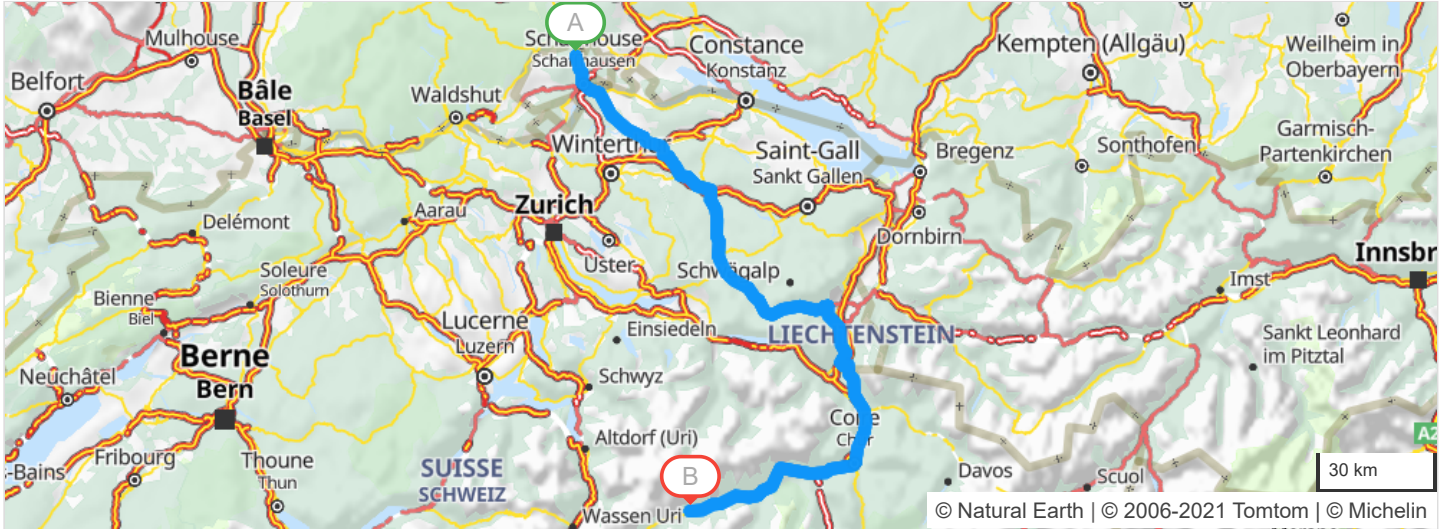 A
Schaffhouse
Schaffhausen
Mulhouse
Constance
Konstanz
Kempten (Allgäu)
Weilheim in
Oberbayern
Belfort
Bâle
Basel
Waldshut
Garmisch-
Partenkirchen
Winterthur
Saint-Gall
Sankt Gallen
Bregenz
Sonthofen
Zurich
Aarau
Delémont
Dornbirn
Innsbr
Uster
Schwägalp
Soleure
Solothurn
Imst
Bienne
Biel
Lucerne
Luzern
Einsiedeln
LIECHTENSTEIN
Sankt Leonhard
im Pitztal
Berne
Bern
Neuchâtel
Schwyz
Coire
Chur
Altdorf (Uri)
A2
s-Bains
Fribourg
Thoune
Thun
SUISSE
SCHWEIZ
B
Davos
Scuol
30 km
Wassen Uri
© Natural Earth | © 2006-2021 Tomtom | © Michelin